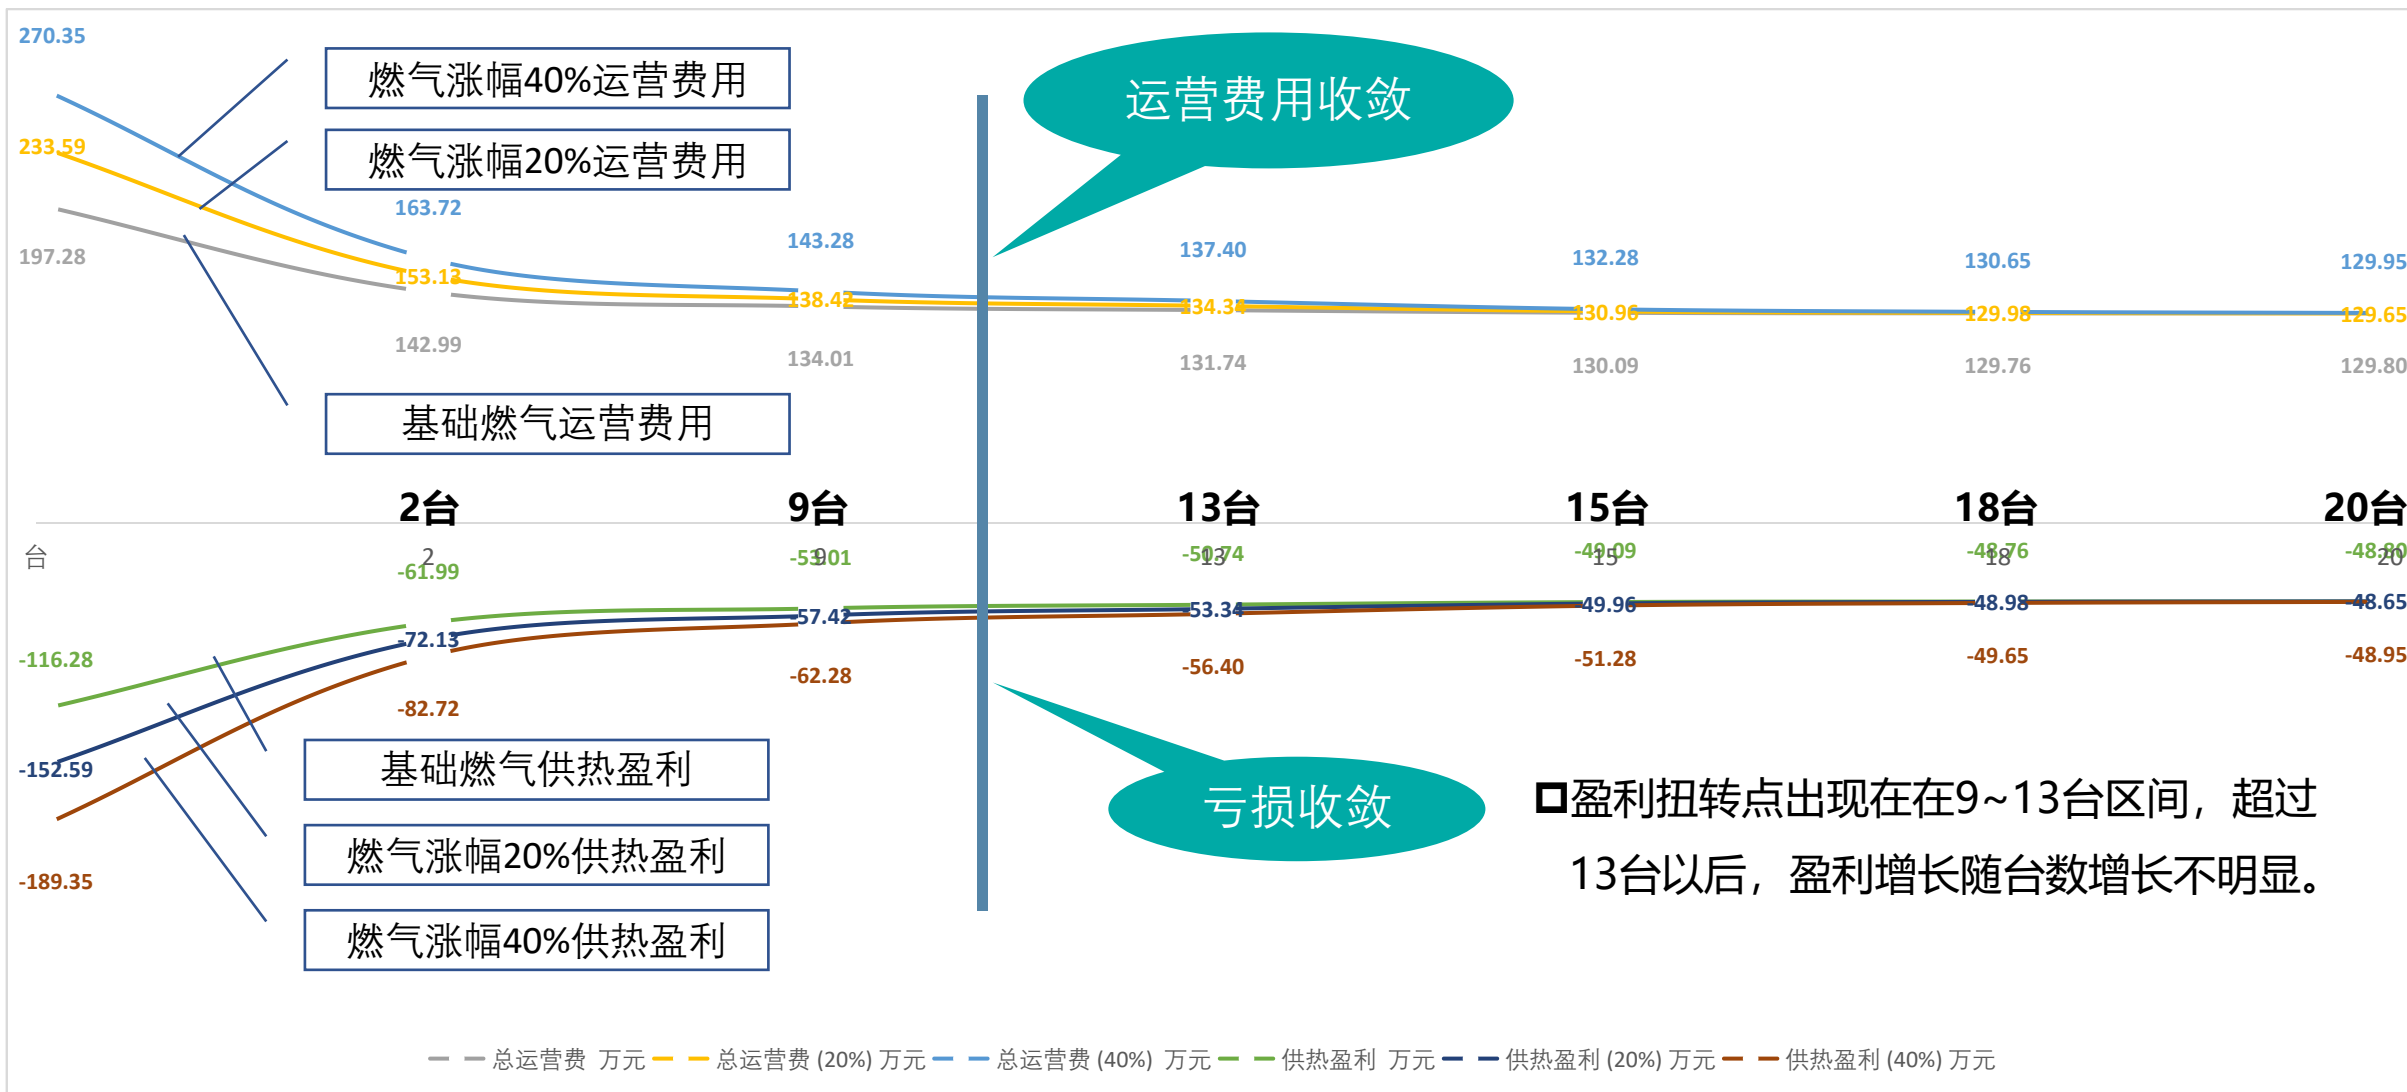 270.35
燃气涨幅40%运营费用
运营费用收敛
233.59
燃气涨幅20%运营费用
163.72
143.28
137.40
132.28
130.65
129.95
197.28
153.13
138.42
134.34
130.96
129.98
129.65
142.99
134.01
131.74
130.09
129.76
129.80
基础燃气运营费用
2台
9台
13台
15台
18台
20台
台
2
9
13
15
18
20
-61.99
-53.01
-50.74
-49.09
-48.76
-48.80
-72.13
-57.42
-53.34
-49.96
-48.98
-48.65
-116.28
-82.72
-62.28
-56.40
-51.28
-49.65
-48.95
-152.59
基础燃气供热盈利
亏损收敛
盈利扭转点出现在在9~13台区间，超过
13台以后，盈利增长随台数增长不明显。
燃气涨幅20%供热盈利
-189.35
燃气涨幅40%供热盈利
总运营费 万元
总运营费 (20%) 万元
总运营费 (40%) 万元
供热盈利 万元
供热盈利 (20%) 万元
供热盈利 (40%) 万元